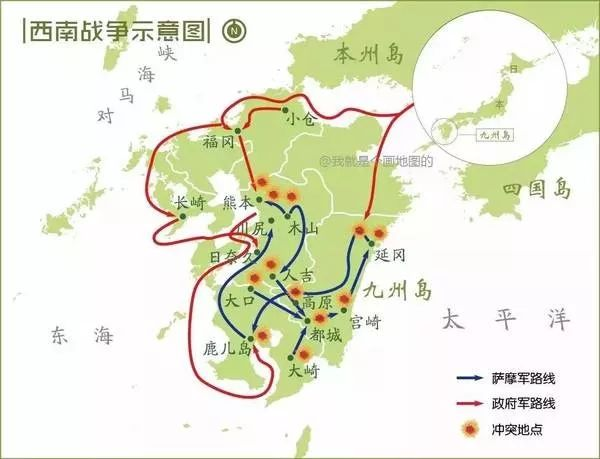 西南战争示意图
N
本州岛
日本
九州岛
对马海峡
小仓
福冈
@我就是个画地图的
四国岛
长崎
熊本
川尻
木山
日奈久
延冈
人吉
大口
高原
九州岛
宫崎
都城
东海
太平洋
鹿儿岛
大崎
萨摩军路线
政府军路线
冲突地点